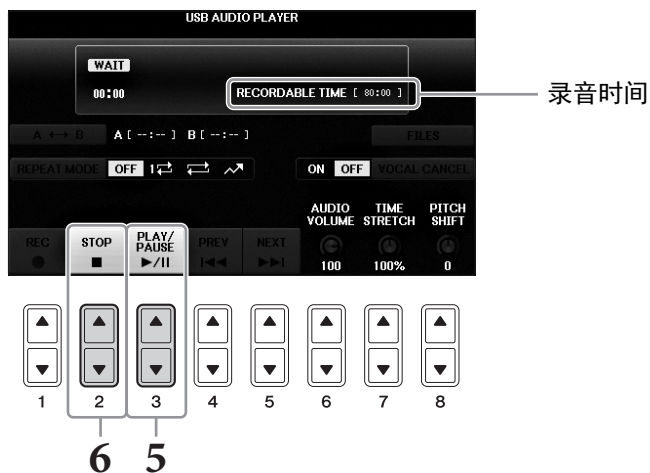 USB AUDIO PLAYER
WAIT
00:00
RECORDABLE TIME [ 80:00 ]
录音时间
A ↔ B A [ --:-- ] B [ --:-- ] FILES
REPEAT MODE OFF 1 ON OFF VOCAL CANCEL
AUDIO VOLUME TIME STRETCH PITCH SHIFT
REC STOP PLAY/PAUSE PREV NEXT
100 100% 0
1 2 3 4 5 6 7 8
6 5